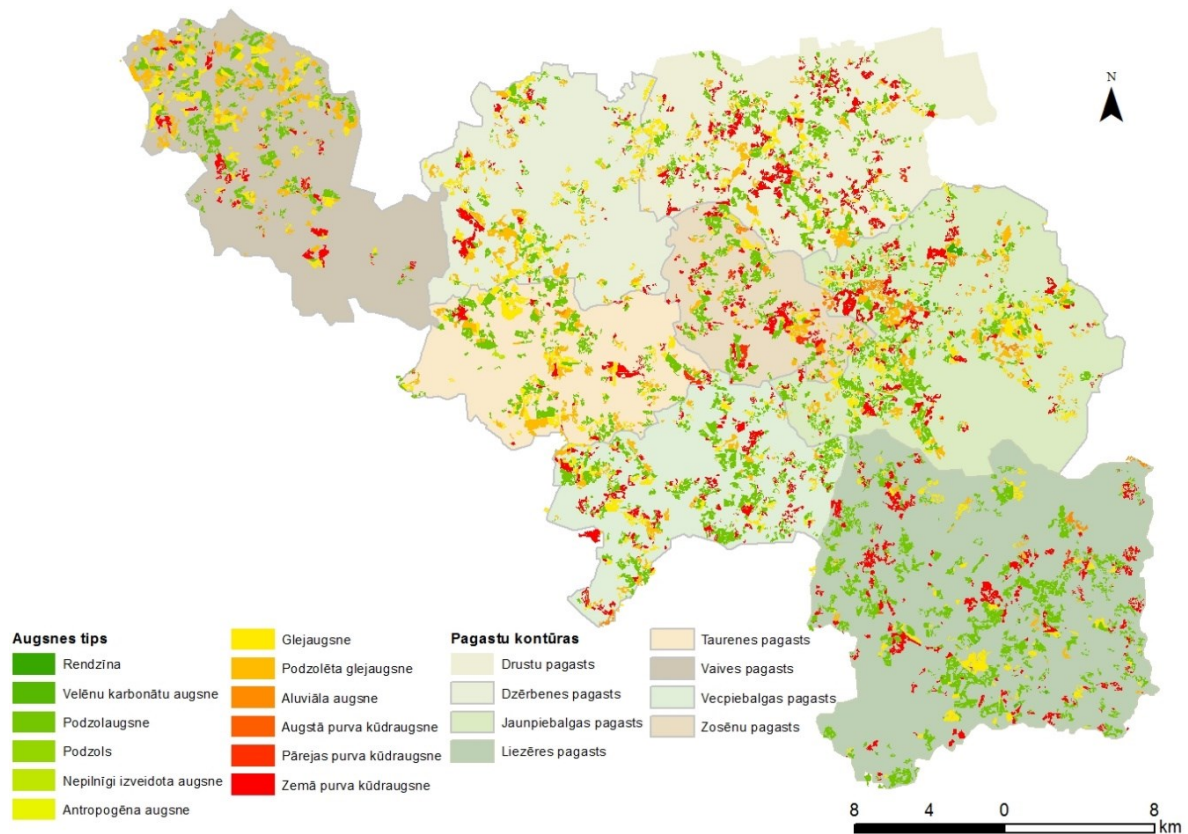 N
Augsnes tips
Rendzīna
Velēnu karbonātu augsne
Podzolaugsne
Podzols
Nepilnīgi izveidota augsne
Antropogēna augsne
Glejaugsne
Podzolēta glejaugsne
Aluviāla augsne
Augstā purva kūdraugsne
Pārejas purva kūdraugsne
Zemā purva kūdraugsne
Pagastu kontūras
Drustu pagasts
Dzērbenes pagasts
Jaunpiebalgas pagasts
Liezēres pagasts
Taurenes pagasts
Vaives pagasts
Vecpiebalgas pagasts
Zosēnu pagasts
8 4 0 8
km